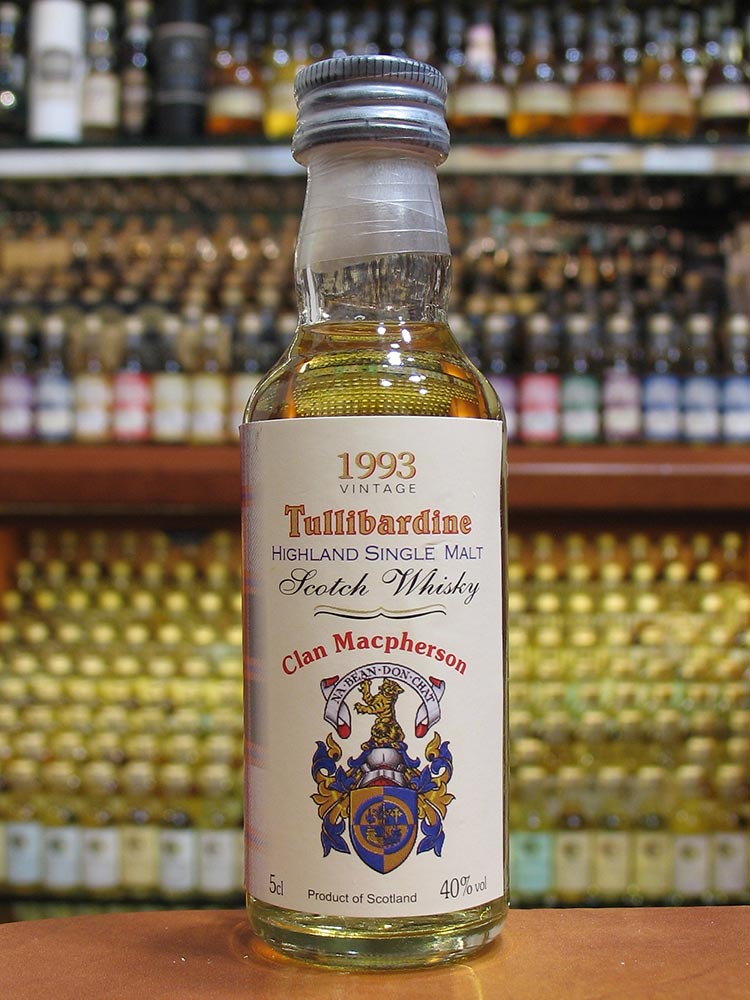 1993
VINTAGE
Tullibardine
HIGHLAND SINGLE MALT
Scotch Whisky
Clan Macpherson
NA·BEAN·DON·CHAT
5cl
Product of Scotland
40% vol